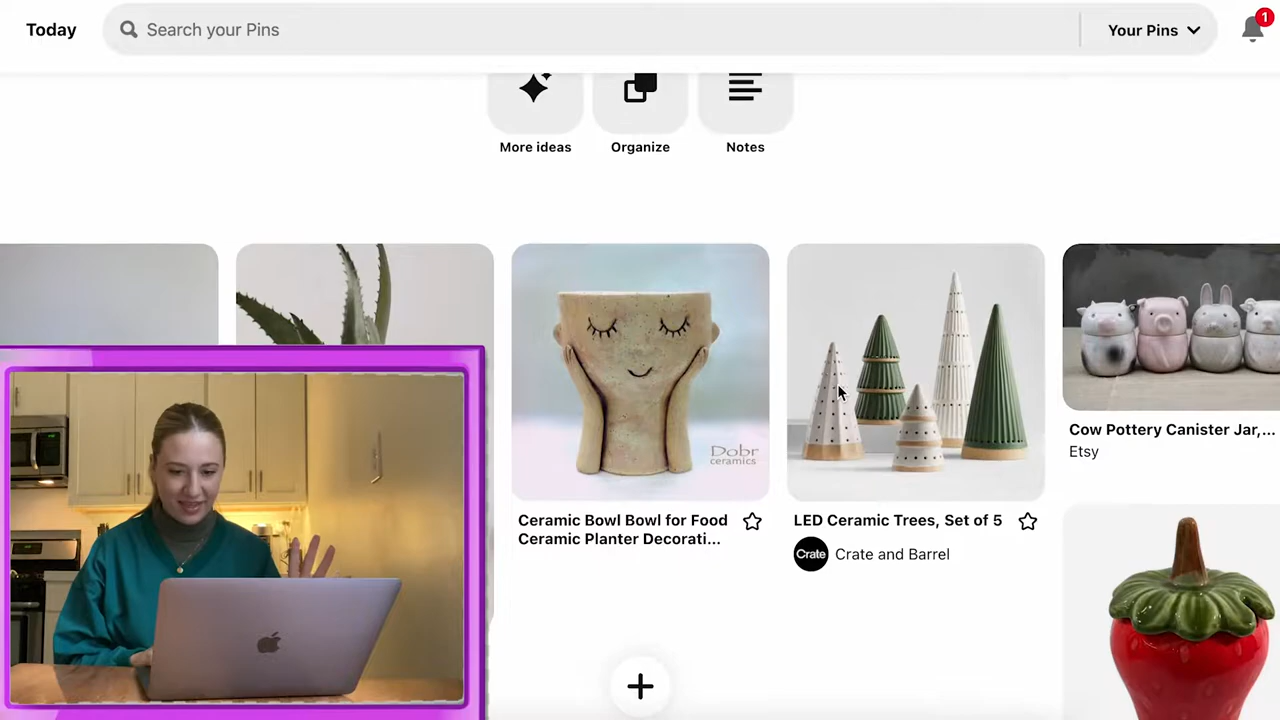 Today
Search your Pins
Your Pins
1
More ideas
Organize
Notes
Dobr
ceramics
Ceramic Bowl Bowl for Food
Ceramic Planter Decorati...
LED Ceramic Trees, Set of 5
Crate
Crate and Barrel
Cow Pottery Canister Jar,...
Etsy